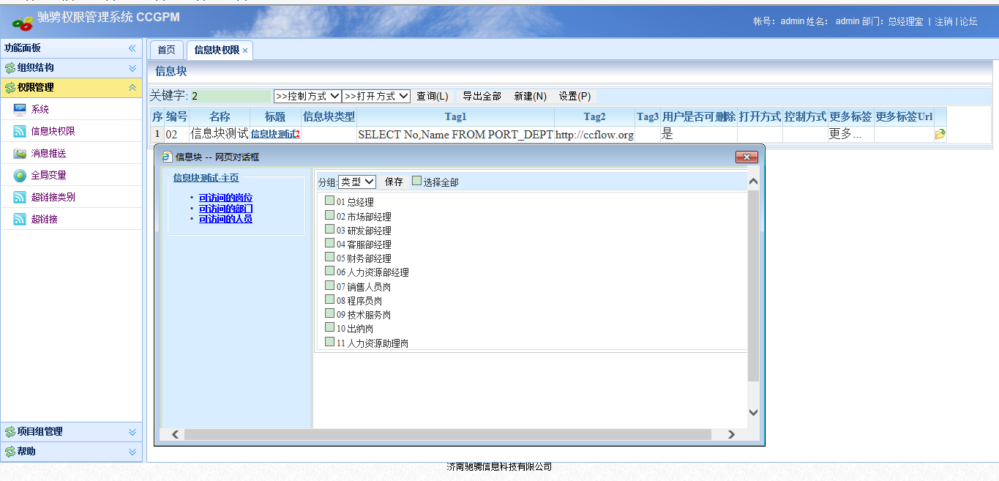 驰骋权限管理系统 CCGPM
帐号： admin 姓名： admin 部门：总经理室 | 注销 | 论坛
功能面板
组织结构
权限管理
系统
信息块权限
消息推送
全局变量
超链接类别
超链接
项目组管理
帮助
首页 信息块权限 ×
信息块
关键字: 2 >>控制方式 >>打开方式 查询(L) 导出全部 新建(N) 设置(P)
序 编号 名称 标题 信息块类型 Tag1 Tag2 Tag3 用户是否可删除 打开方式 控制方式 更多标签 更多标签Url
1 02 信息块测试 信息块测试2 SELECT No,Name FROM PORT_DEPT http://ccflow.org 是 更多...
信息块 -- 网页对话框
信息块测试-主页
• 可访问的岗位
• 可访问的部门
• 可访问的人员
分组: 类型 保存 选择全部
01 总经理
02 市场部经理
03 研发部经理
04 客服部经理
05 财务部经理
06 人力资源部经理
07 销售人员岗
08 程序员岗
09 技术服务岗
10 出纳岗
11 人力资源助理岗
济南驰骋信息科技有限公司